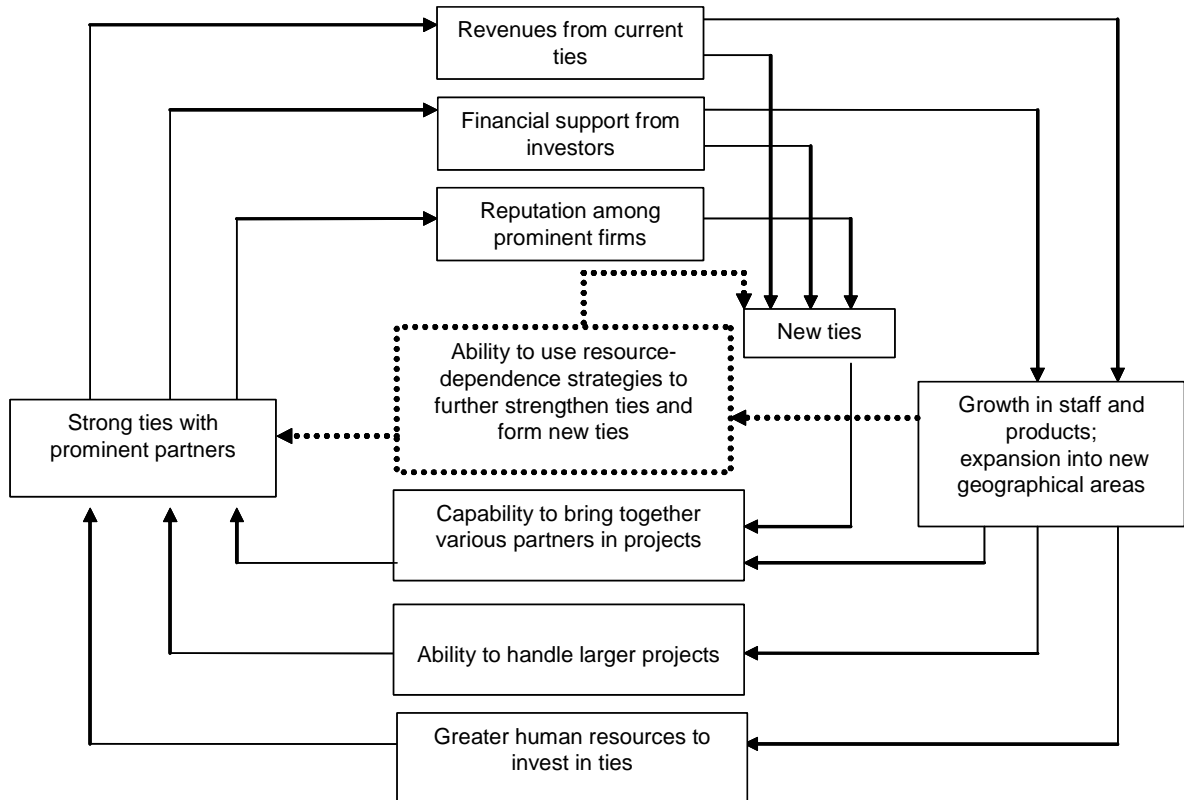 Revenues from current
ties
Financial support from
investors
Reputation among
prominent firms
New ties
Ability to use resource-
dependence strategies to
further strengthen ties and
form new ties
Strong ties with
prominent partners
Growth in staff and
products;
expansion into new
geographical areas
Capability to bring together
various partners in projects
Ability to handle larger projects
Greater human resources to
invest in ties